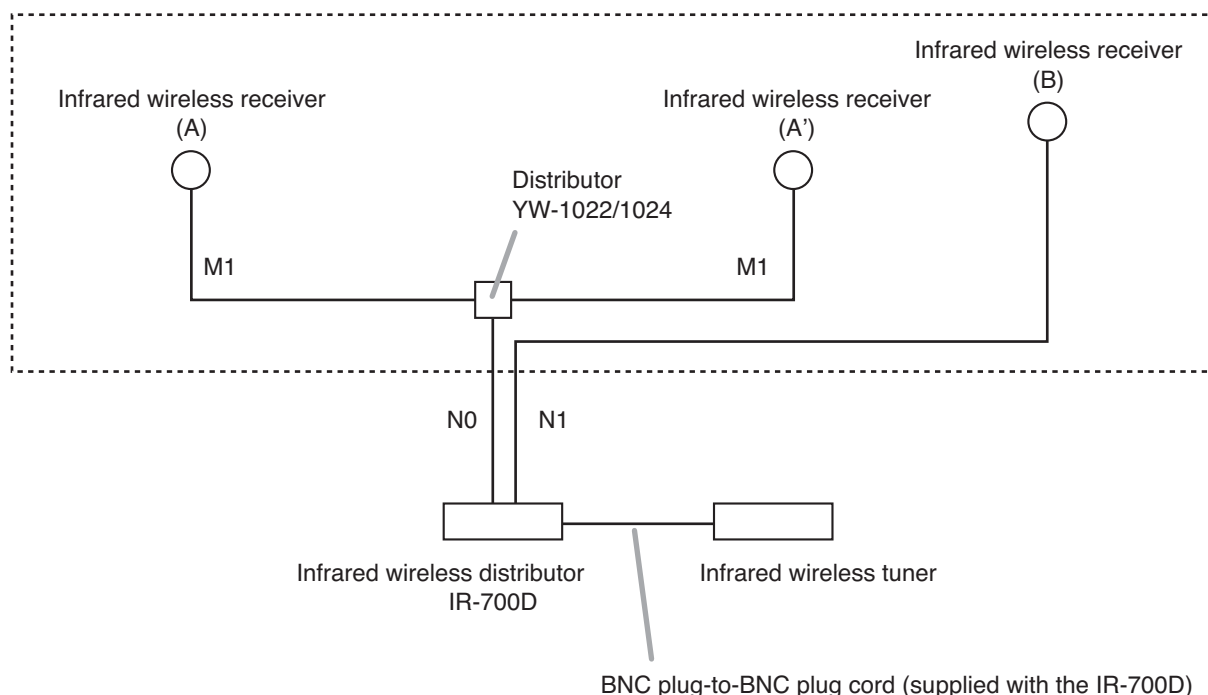 Infrared wireless receiver
(B)
Infrared wireless receiver
(A)
Infrared wireless receiver
(A’)
Distributor
YW-1022/1024
M1
M1
N0
N1
Infrared wireless distributor
IR-700D
Infrared wireless tuner
BNC plug-to-BNC plug cord (supplied with the IR-700D)